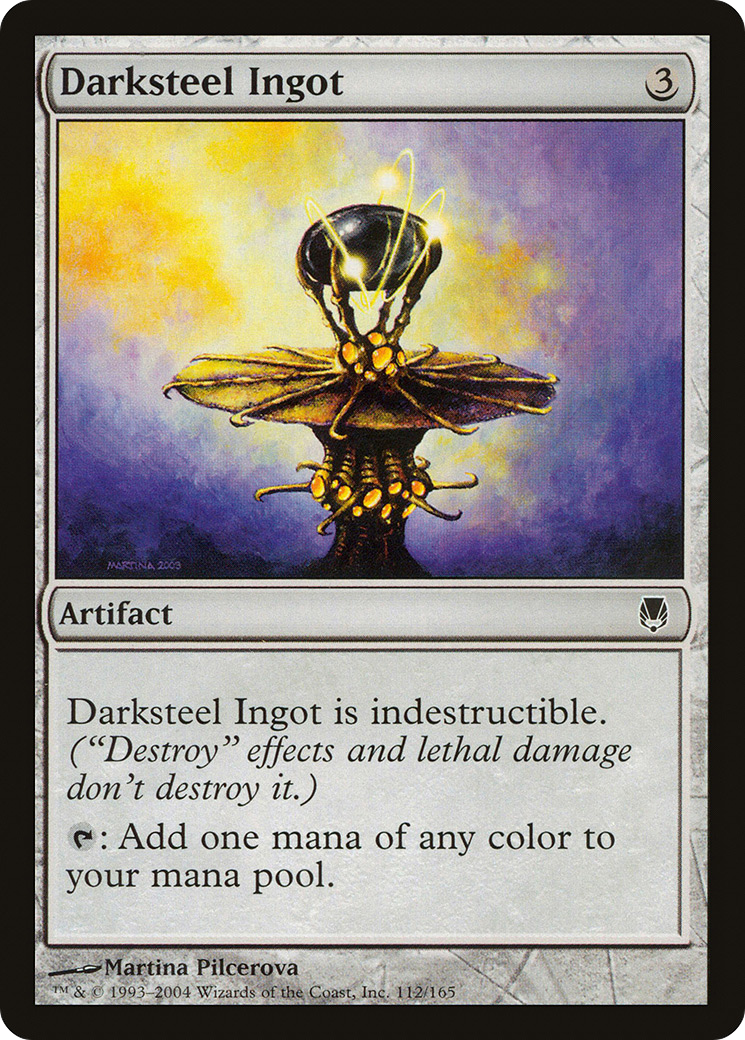 Darksteel Ingot 3
MARTINA 2003
Artifact
Darksteel Ingot is indestructible.
(“Destroy” effects and lethal damage
don’t destroy it.)
: Add one mana of any color to
your mana pool.
Martina Pilcerova
™ & © 1993–2004 Wizards of the Coast, Inc. 112/165